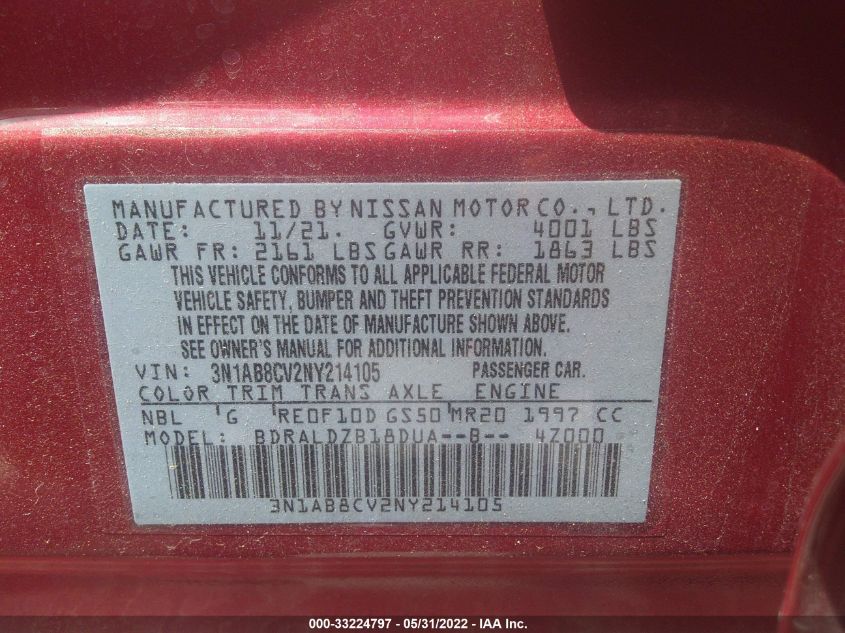 MANUFACTURED BY NISSAN MOTOR CO., LTD.
DATE: 11/21. GVWR: 4001 LBS
GAWR FR: 2161 LBS GAWR RR: 1863 LBS
THIS VEHICLE CONFORMS TO ALL APPLICABLE FEDERAL MOTOR
VEHICLE SAFETY, BUMPER AND THEFT PREVENTION STANDARDS
IN EFFECT ON THE DATE OF MANUFACTURE SHOWN ABOVE.
SEE OWNER'S MANUAL FOR ADDITIONAL INFORMATION.
VIN: 3N1AB8CV2NY214105 PASSENGER CAR.
COLOR TRIM TRANS AXLE ENGINE
NBL G RE0F10D GS50 MR20 1997 CC
MODEL: BDRALDZB18DUA--B-- 4Z000
3N1AB8CV2NY214105
000-33224797 - 05/31/2022 - IAA Inc.